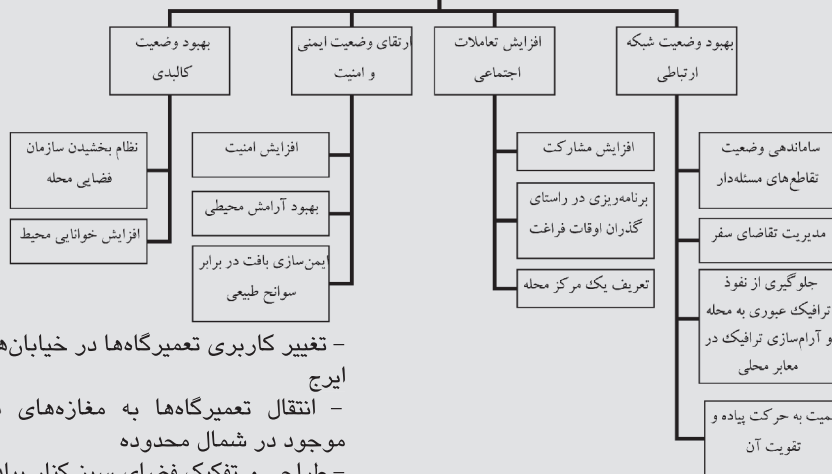 بهبود وضعیت شبکه
ارتباطی
ساماندهی وضعیت
تقاطع‌های مسئله‌دار
مدیریت تقاضای سفر
جلوگیری از نفوذ
ترافیک عبوری به محله
و آرام‌سازی ترافیک در
معابر محلی
حرکت پیاده و
تقویت آن
افزایش تعاملات
اجتماعی
افزایش مشارکت
برنامه‌ریزی در راستای
گذران اوقات فراغت
تعریف یک مرکز محله
ارتقای وضعیت ایمنی
و امنیت
افزایش امنیت
بهبود آرامش محیطی
ایمن‌سازی بافت در برابر
سوانح طبیعی
بهبود وضعیت
کالبدی
نظام بخشیدن سازمان
فضایی محله
افزایش خوانایی محیط
– تغییر کاربری تعمیرگاه‌ها در
ایرج
– انتقال تعمیرگاه‌ها به مغازه‌های
موجود در شمال محدوده